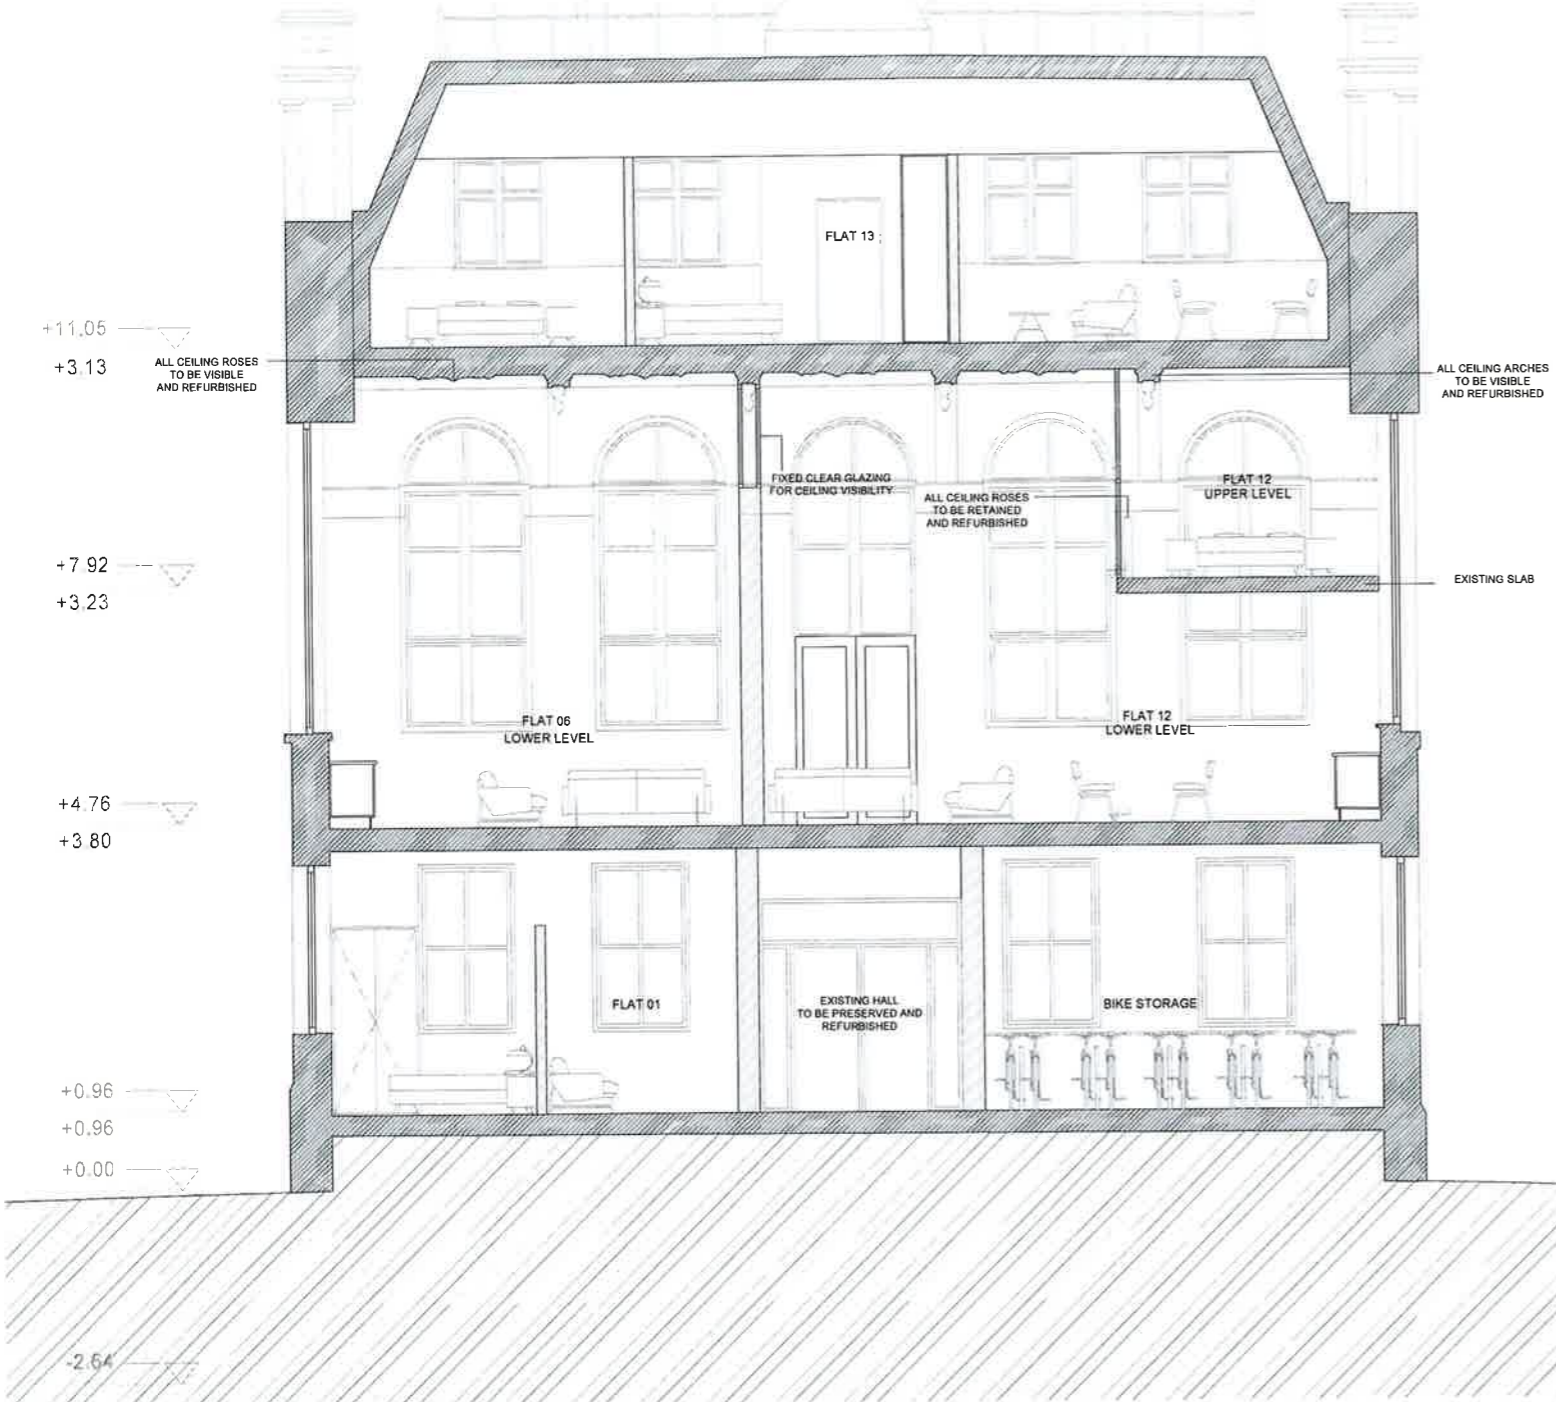 FLAT 13
+11.05
+3.13
ALL CEILING ROSES
TO BE VISIBLE
AND REFURBISHED
ALL CEILING ARCHES
TO BE VISIBLE
AND REFURBISHED
FIXED CLEAR GLAZING
FOR CEILING VISIBILITY
ALL CEILING ROSES
TO BE RETAINED
AND REFURBISHED
FLAT 12
UPPER LEVEL
+7.92
+3.23
EXISTING SLAB
FLAT 06
LOWER LEVEL
FLAT 12
LOWER LEVEL
+4.76
+3.80
FLAT 01
EXISTING HALL
TO BE PRESERVED AND
REFURBISHED
BIKE STORAGE
+0.96
+0.96
+0.00
-2.64